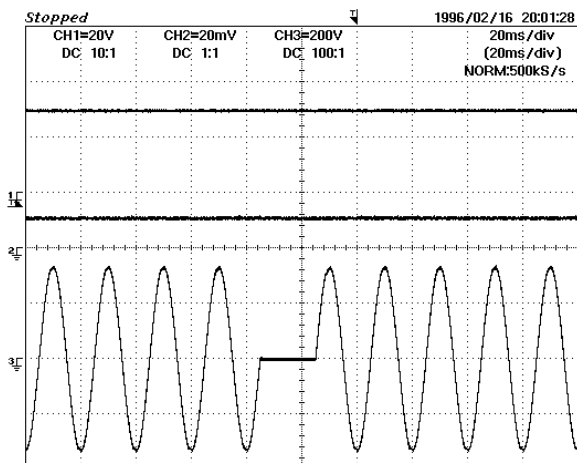 Stopped 1996/02/16 20:01:28
CH1=20V CH2=20mV CH3=200V 20ms/div
DC 10:1 DC 1:1 DC 100:1 (20ms/div)
NORM:500kS/s
T
1
T
2
3